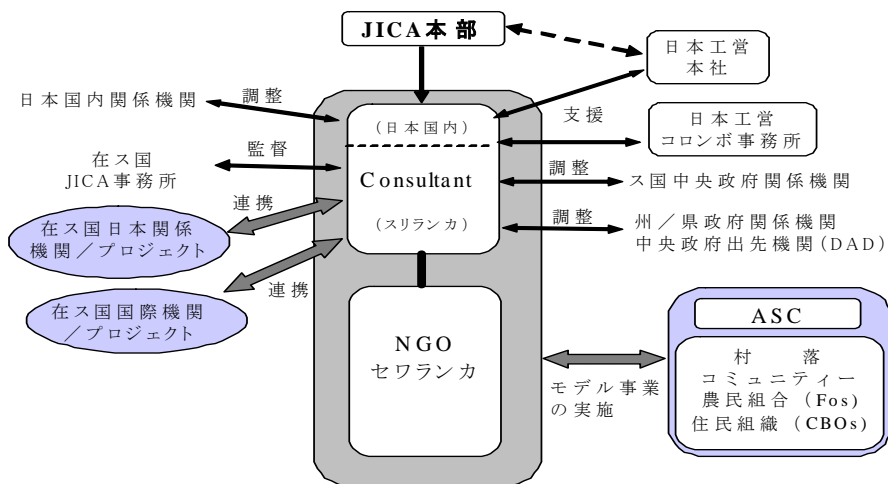 JICA本部
日本工営
本社
日本国内関係機関
調整
(日本国内)
支援
日本工営
コロンボ事務所
在ス国
JICA事務所
監督
Consultant
調整
ス国中央政府関係機関
連携
(スリランカ)
調整
州/県政府関係機関
中央政府出先機関(DAD)
在ス国日本関係
機関/プロジェクト
連携
在ス国国際機関
/プロジェクト
NGO
セワランカ
モデル事業
の実施
ASC
村 落
コミュニティー
農民組合(Fos)
住民組織(CBOs)